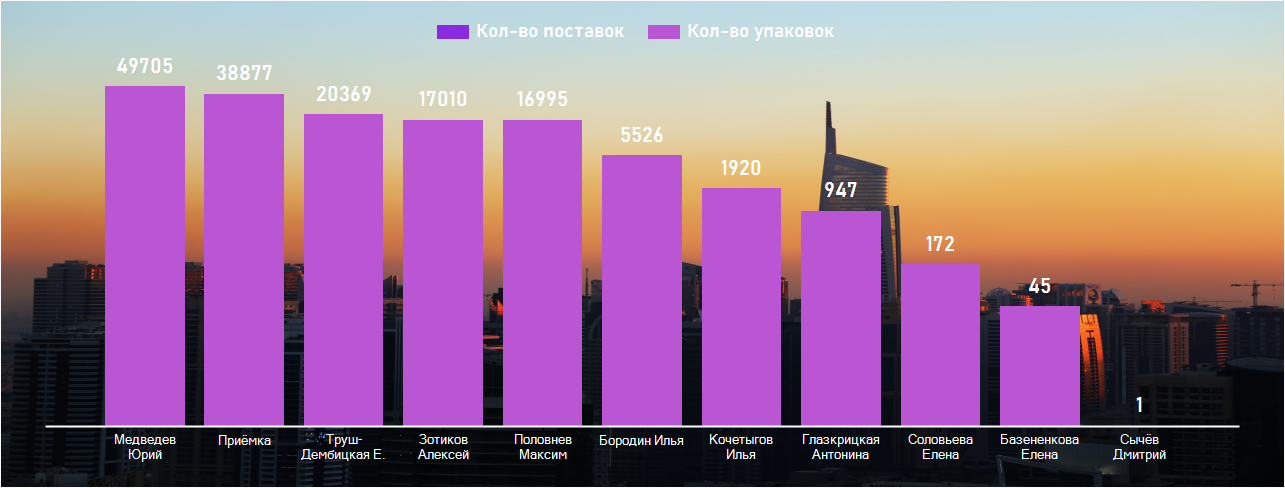 Кол-во поставок Кол-во упаковок
49705
38877
20369
17010
16995
5526
1920
947
172
45
1
Медведев
Юрий
Приёмка
Труш-
Дембицкая Е.
Зотиков
Алексей
Половнев
Максим
Бородин Илья
Кочетыгов
Илья
Глазкрицкая
Антонина
Соловьева
Елена
Базененкова
Елена
Сычёв
Дмитрий